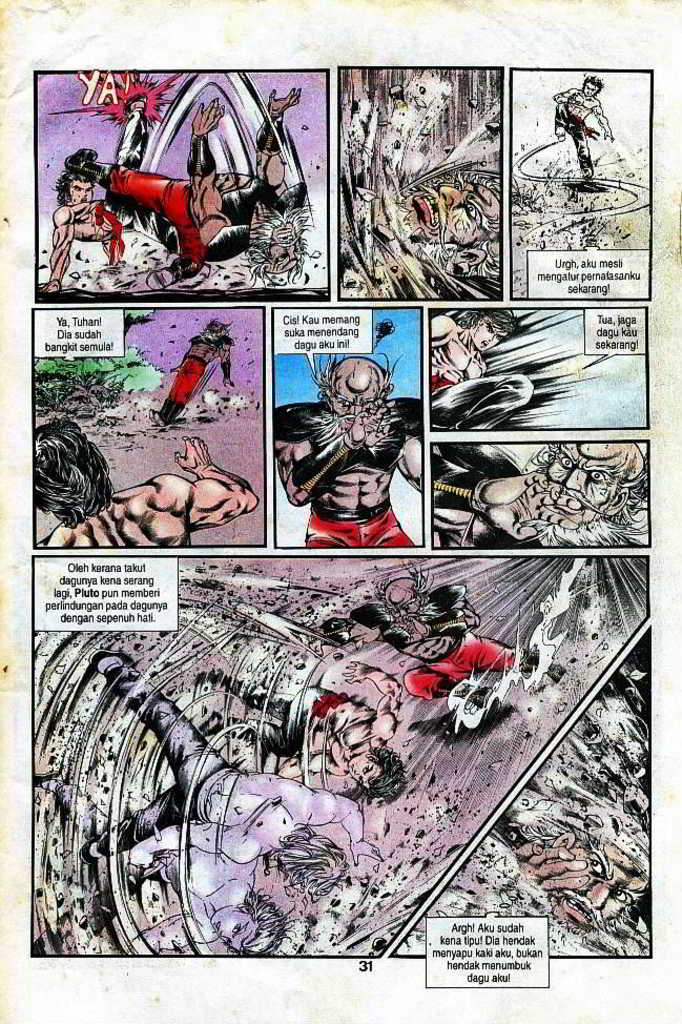 YA!
Urgh, aku mesti
mengatur pernafasanku
sekarang!
Ya, Tuhan!
Dia sudah
bangkit semula!
Cis! Kau memang
suka menendang
dagu aku ini!
Tua, jaga
dagu kau
sekarang!
Oleh kerana takut
dagunya kena serang
lagi, Pluto pun memberi
perlindungan pada dagunya
dengan sepenuh hati.
Argh! Aku sudah
kena tipu! Dia hendak
menyapu kaki aku, bukan
hendak menumbuk
dagu aku!
31